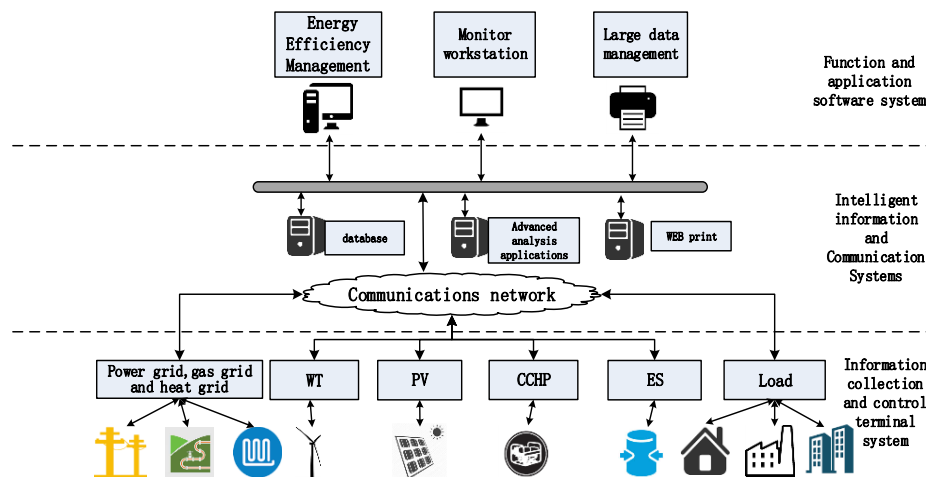 Energy
Efficiency
Management
Monitor
workstation
Large data
management
Function and
application
software system
database
Advanced
analysis
applications
WEB print
Intelligent
information
and
Communication
Systems
Communications network
Power grid, gas grid
and heat grid
WT
PV
CCHP
ES
Load
Information
collection
and control
terminal
system